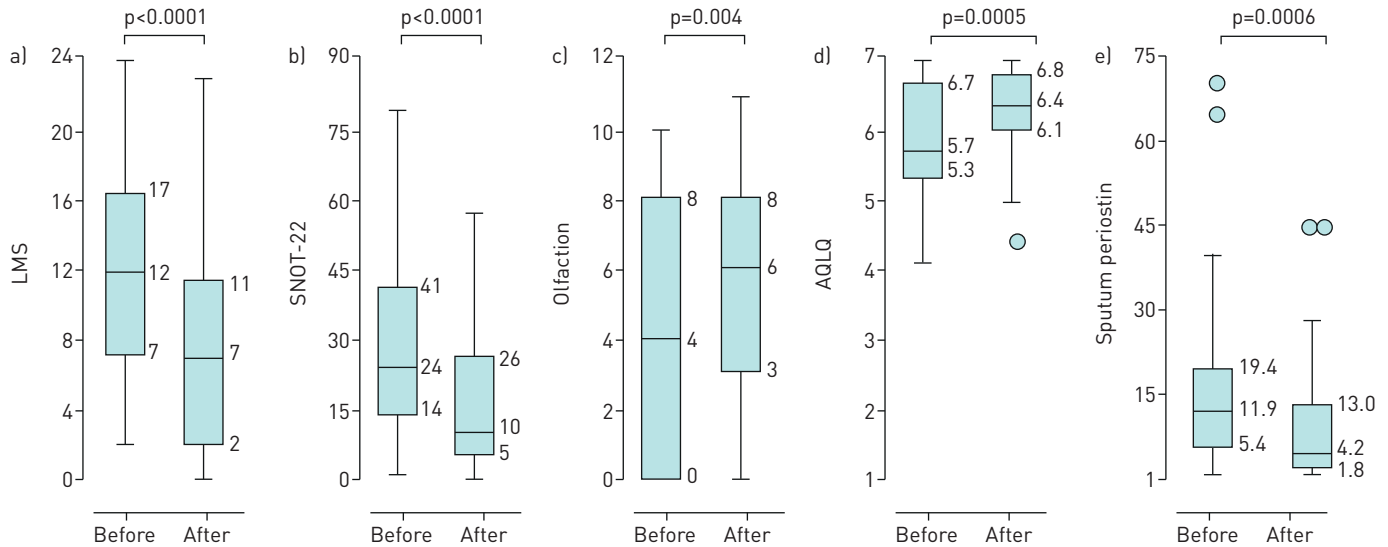 p<0.0001
p<0.0001
p=0.004
p=0.0005
p=0.0006
a)
LMS
24
20
16
12
8
4
0
17
12
7
11
7
2
Before
After
b)
SNOT-22
90
75
60
45
30
15
0
41
24
14
26
10
5
Before
After
c)
Olfaction
12
10
8
6
4
2
0
8
4
0
8
6
3
Before
After
d)
AQLQ
7
6
5
4
3
2
1
6.7
5.7
5.3
6.8
6.4
6.1
Before
After
e)
Sputum periostin
75
60
45
30
15
1
19.4
11.9
5.4
13.0
4.2
1.8
Before
After